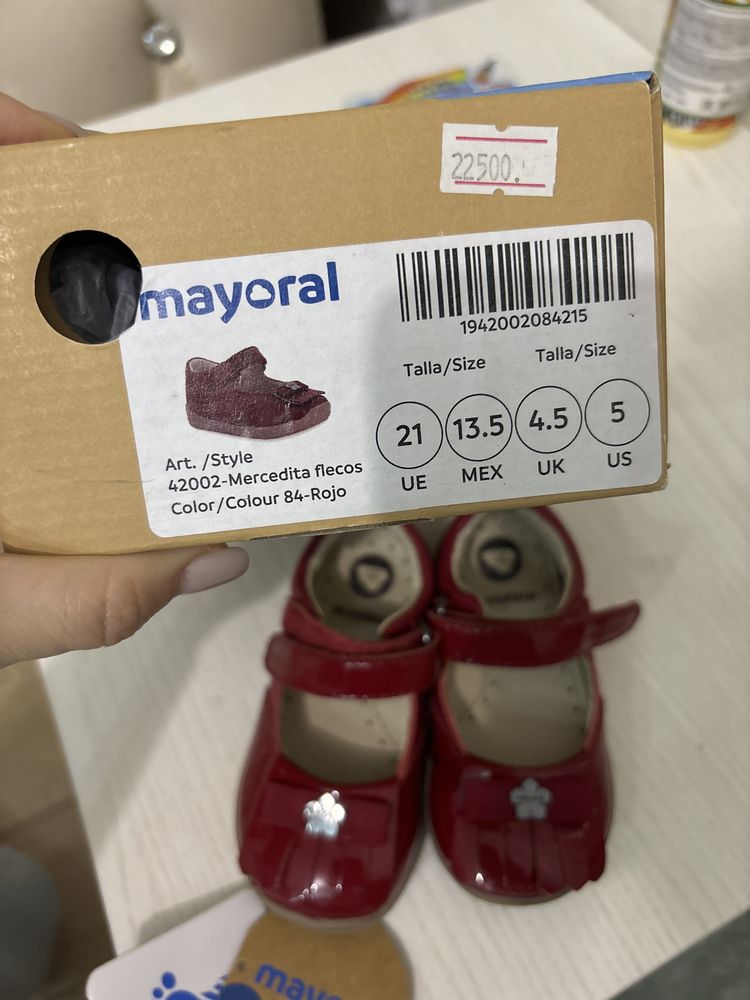 22500.
mayoral
1942002084215
Talla/Size Talla/Size
21 13.5 4.5 5
UE MEX UK US
Art. /Style
42002-Mercedita flecos
Color/Colour 84-Rojo